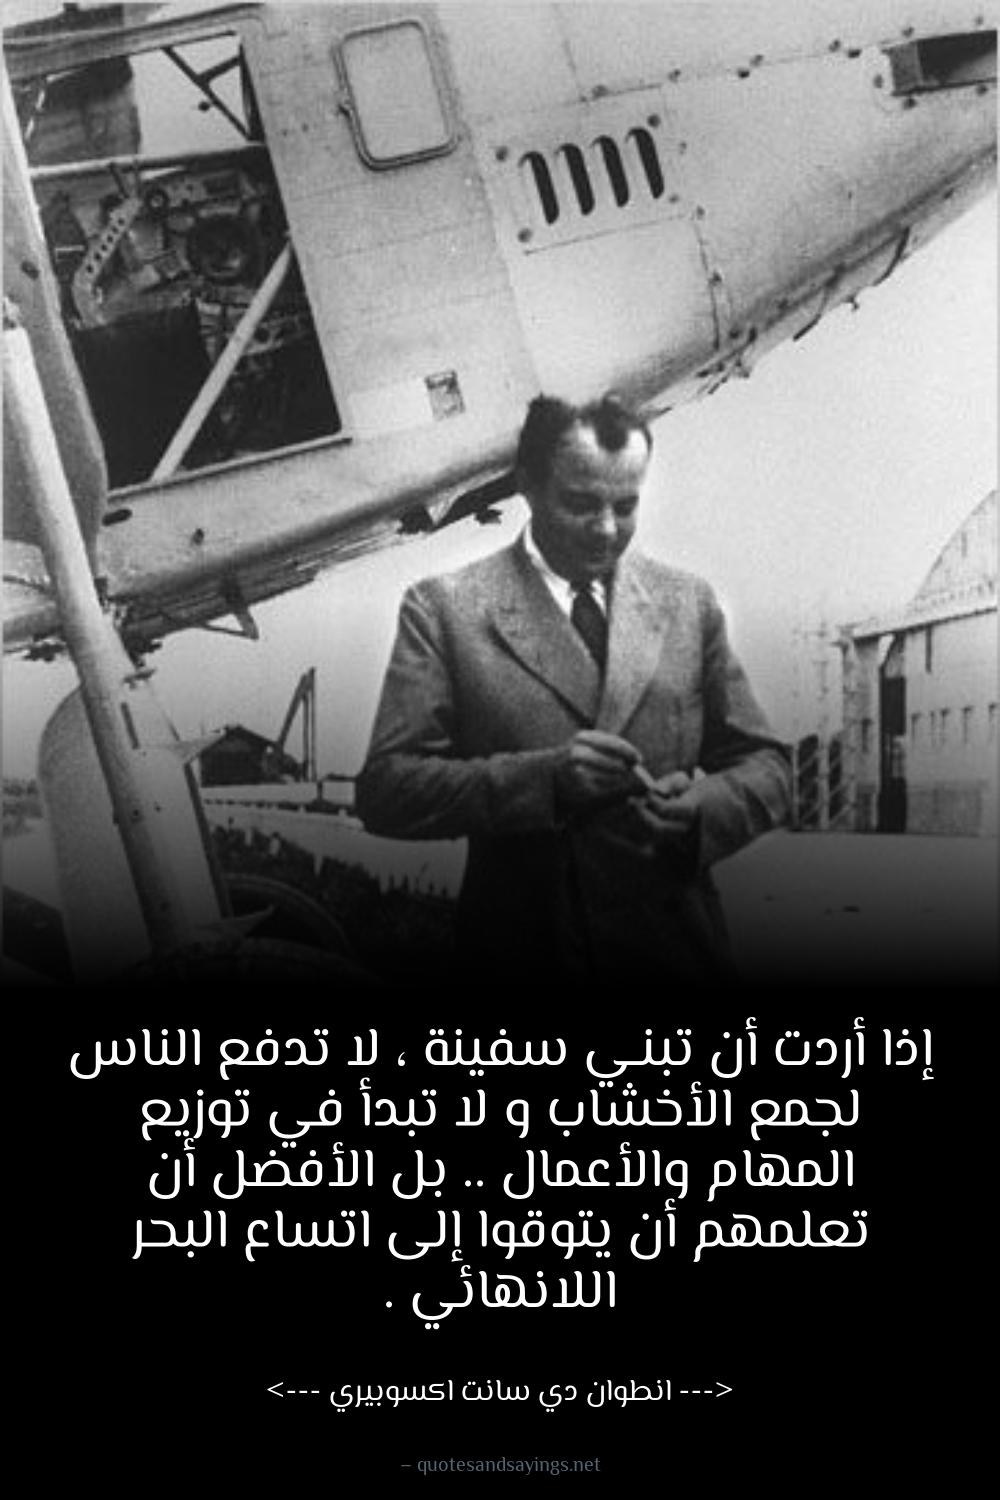 إذا أردت أن تبنـي سفينة ، لا تدفع الناس
لجمع الأخشاب و لا تبدأ في توزيع
المهام والأعمال .. بل الأفضل أن
تعلمهم أن يتوقوا إلى اتساع البحر
اللانهائي .
<--- انطوان دي سانت اكسوبيري --->
– quotesandsayings.net